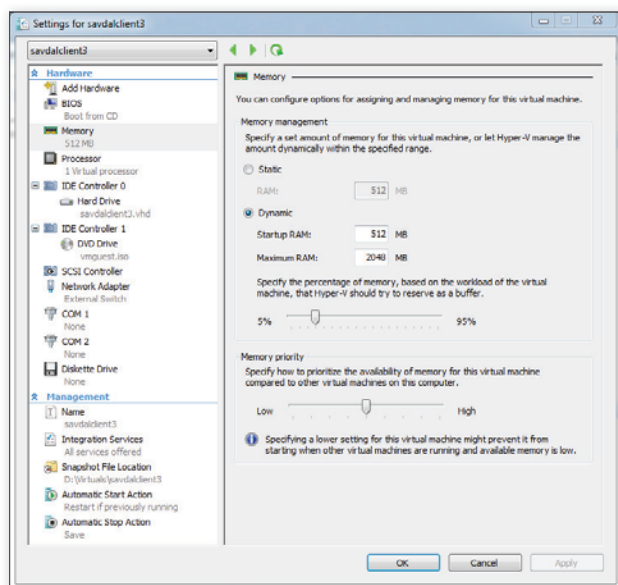 Settings for savdalclient3
savdalclient3
Hardware
Add Hardware
BIOS
Boot from CD
Memory
512 MB
Processor
1 Virtual processor
IDE Controller 0
Hard Drive
savdalclient3.vhd
IDE Controller 1
DVD Drive
vmguest.iso
SCSI Controller
Network Adapter
External Switch
COM 1
None
COM 2
None
Diskette Drive
None
Management
Name
savdalclient3
Integration Services
All services offered
Snapshot File Location
D:\Virtuals\savdalclient3
Automatic Start Action
Restart if previously running
Automatic Stop Action
Save
Memory
You can configure options for assigning and managing memory for this virtual machine.
Memory management
Specify a set amount of memory for this virtual machine, or let Hyper-V manage the
amount dynamically within the specified range.
Static
RAM: 512 MB
Dynamic
Startup RAM: 512 MB
Maximum RAM: 2048 MB
Specify the percentage of memory, based on the workload of the virtual
machine, that Hyper-V should try to reserve as a buffer.
5% 95%
Memory priority
Specify how to prioritize the availability of memory for this virtual machine
compared to other virtual machines on this computer.
Low High
Specifying a lower setting for this virtual machine might prevent it from
starting when other virtual machines are running and available memory is low.
OK Cancel Apply